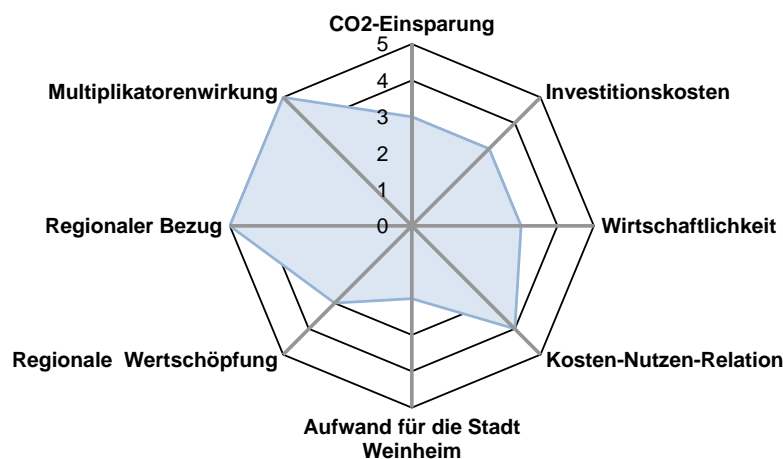 CO2-Einsparung
5
4
3
2
1
0
Investitionskosten
Wirtschaftlichkeit
Kosten-Nutzen-Relation
Aufwand für die Stadt
Weinheim
Regionale  Wertschöpfung
Regionaler Bezug
Multiplikatorenwirkung